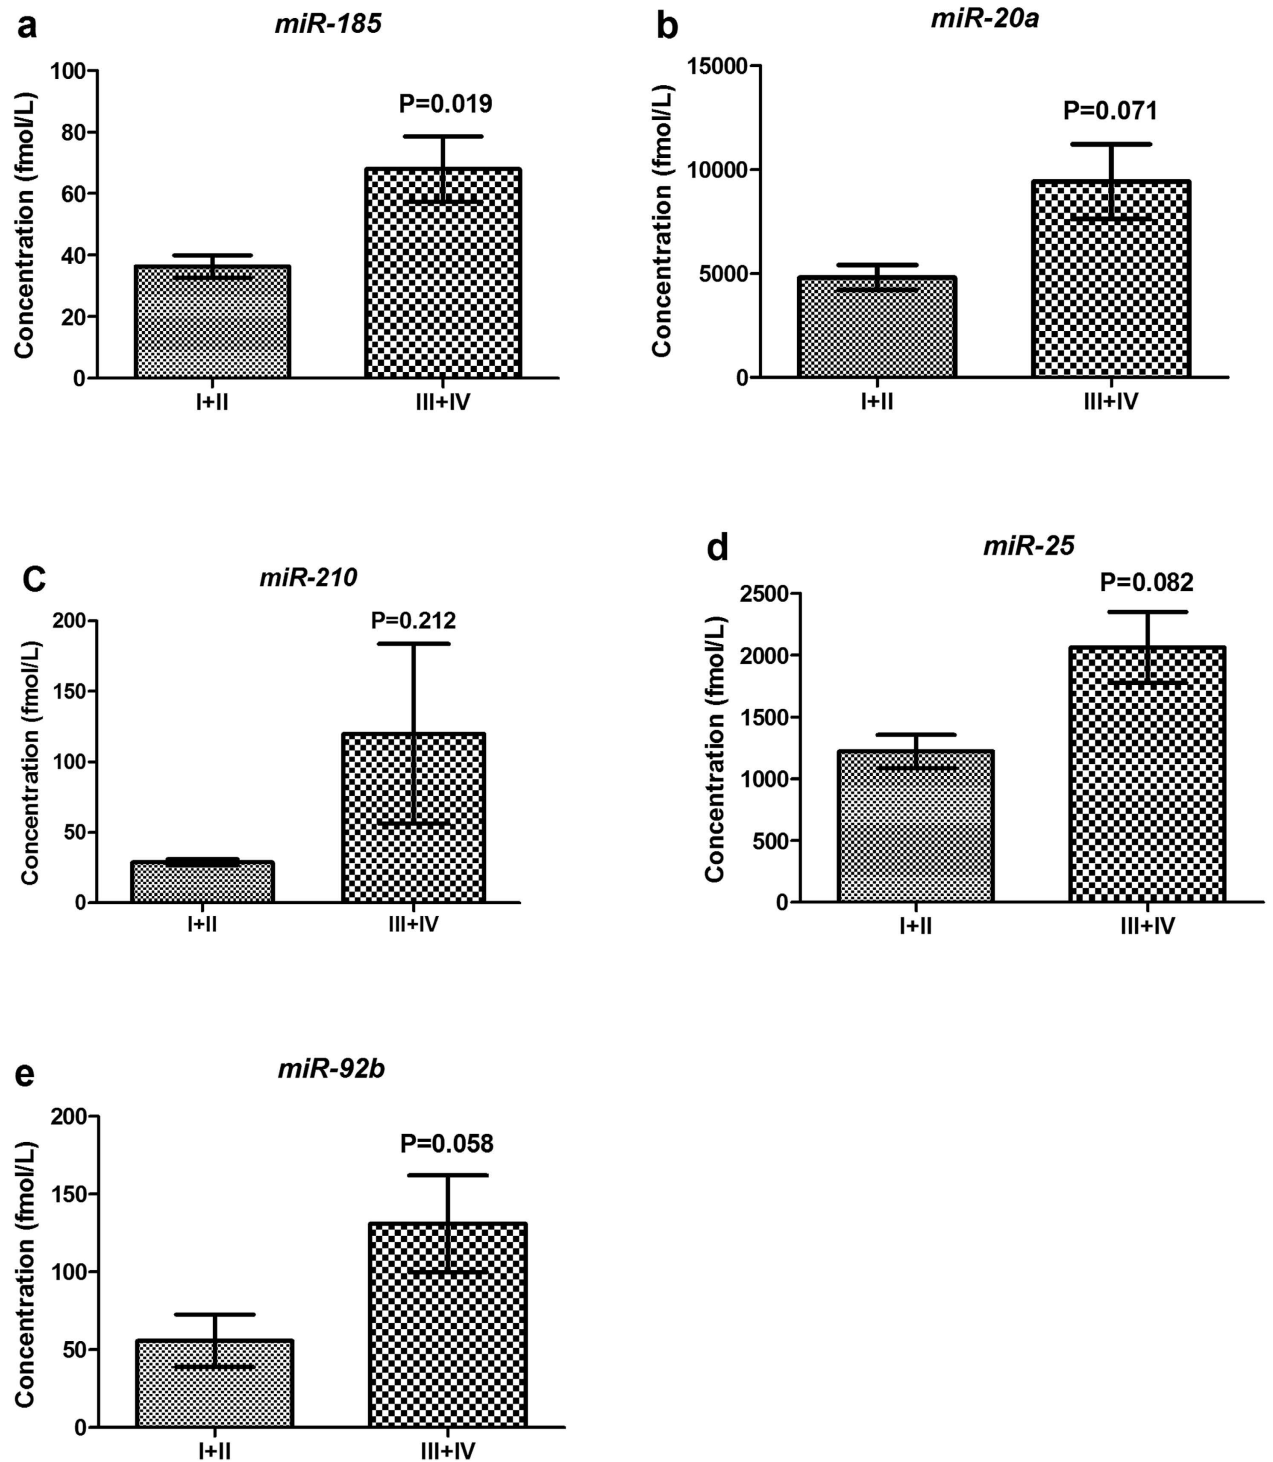 a
miR-185
Concentration (fmol/L)
100
80
60
40
20
0
P=0.019
I+II
III+IV
b
miR-20a
Concentration (fmol/L)
15000
10000
5000
0
P=0.071
I+II
III+IV
C
miR-210
Concentration (fmol/L)
200
150
100
50
0
P=0.212
I+II
III+IV
d
miR-25
Concentration (fmol/L)
2500
2000
1500
1000
500
0
P=0.082
I+II
III+IV
e
miR-92b
Concentration (fmol/L)
200
150
100
50
0
P=0.058
I+II
III+IV